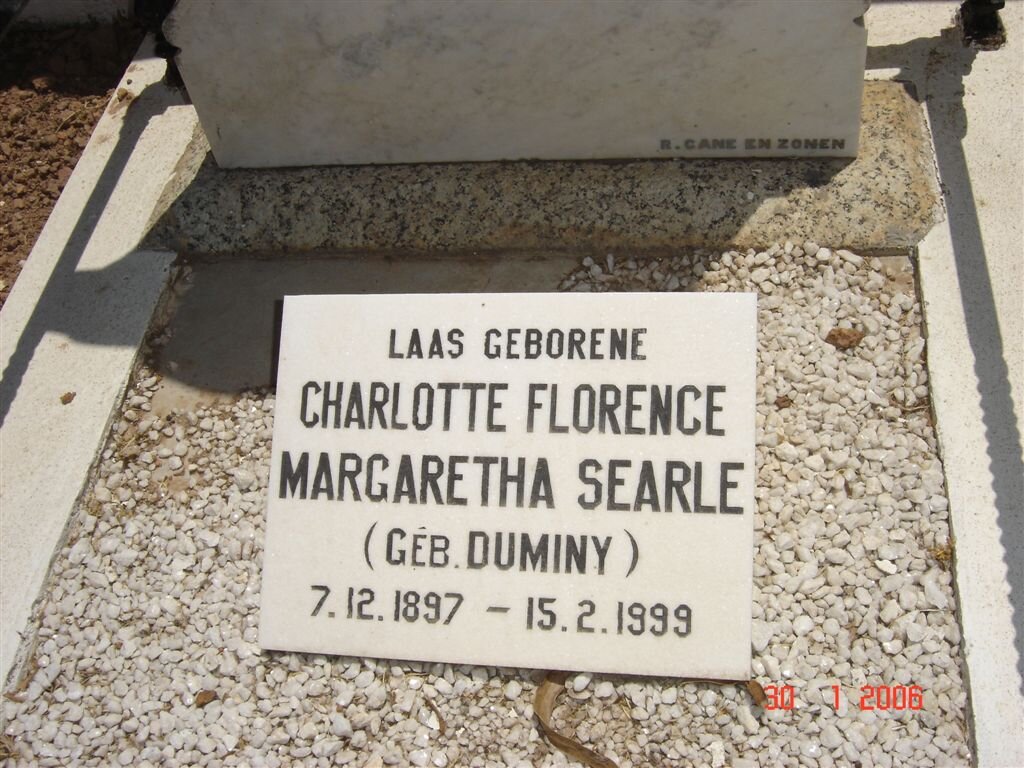 R. CANE EN ZONEN
LAAS GEBORENE
CHARLOTTE FLORENCE
MARGARETHA SEARLE
(GÉB. DUMINY)
7.12.1897 – 15.2.1999
30 1 2006